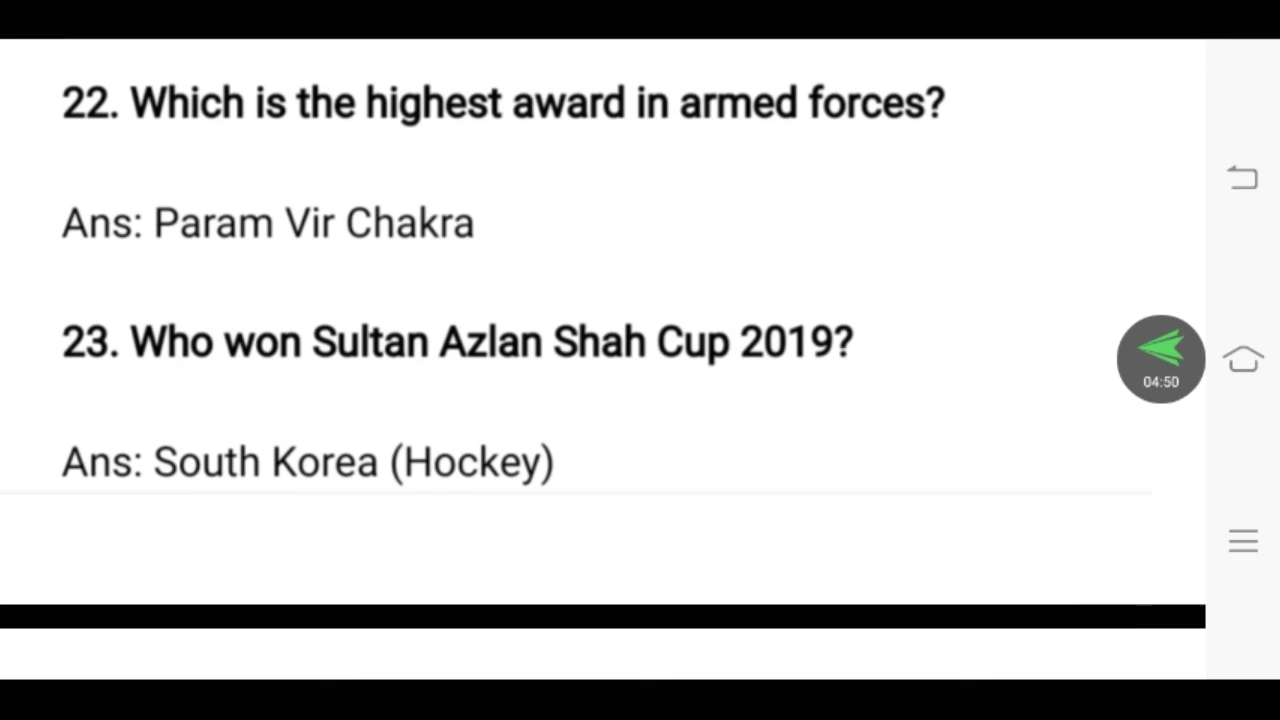 22. Which is the highest award in armed forces?
Ans: Param Vir Chakra
23. Who won Sultan Azlan Shah Cup 2019?
04:50
Ans: South Korea (Hockey)